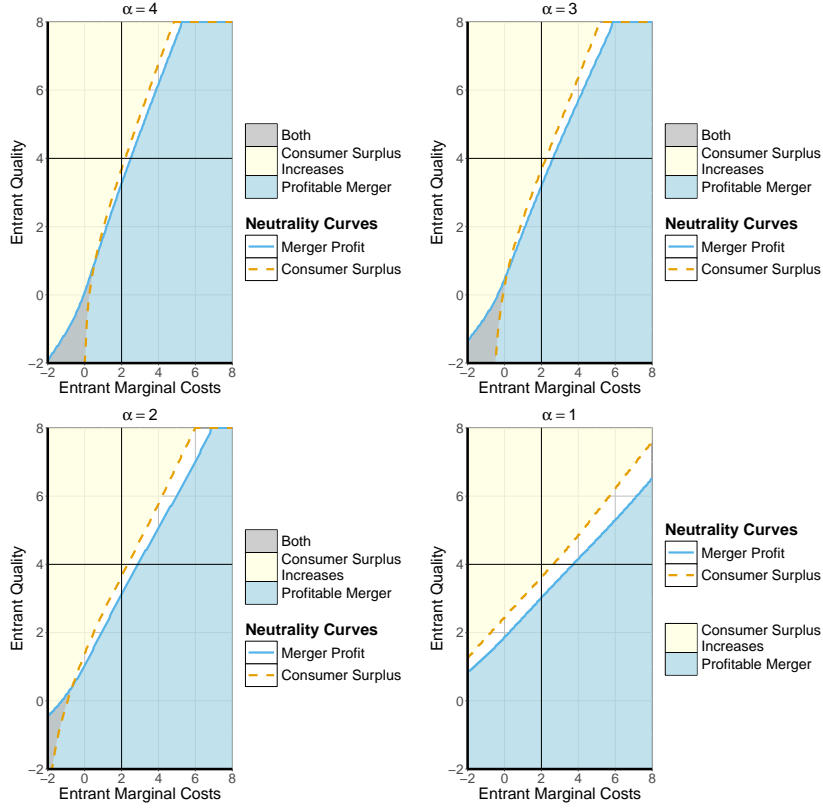 α = 4
8
6
4
2
0
−2
−2 0 2 4 6 8
Entrant Quality
Entrant Marginal Costs
Both
Consumer Surplus
Increases
Profitable Merger
Neutrality Curves
Merger Profit
Consumer Surplus
α = 3
8
6
4
2
0
−2
−2 0 2 4 6 8
Entrant Quality
Entrant Marginal Costs
Both
Consumer Surplus
Increases
Profitable Merger
Neutrality Curves
Merger Profit
Consumer Surplus
α = 2
8
6
4
2
0
−2
−2 0 2 4 6 8
Entrant Quality
Entrant Marginal Costs
Both
Consumer Surplus
Increases
Profitable Merger
Neutrality Curves
Merger Profit
Consumer Surplus
α = 1
8
6
4
2
0
−2
−2 0 2 4 6 8
Entrant Quality
Entrant Marginal Costs
Neutrality Curves
Merger Profit
Consumer Surplus
Consumer Surplus
Increases
Profitable Merger